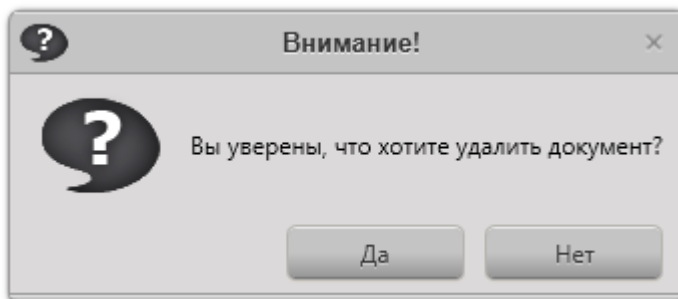 Внимание!
Вы уверены, что хотите удалить документ?
Да
Нет